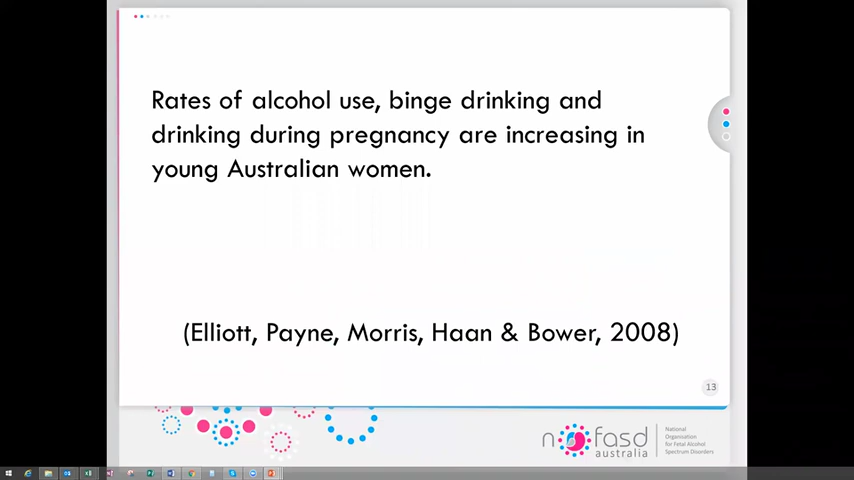 Rates of alcohol use, binge drinking and
drinking during pregnancy are increasing in
young Australian women.
(Elliott, Payne, Morris, Haan & Bower, 2008)
13
nofasd
australia
National
Organisation
for Fetal Alcohol
Spectrum Disorders